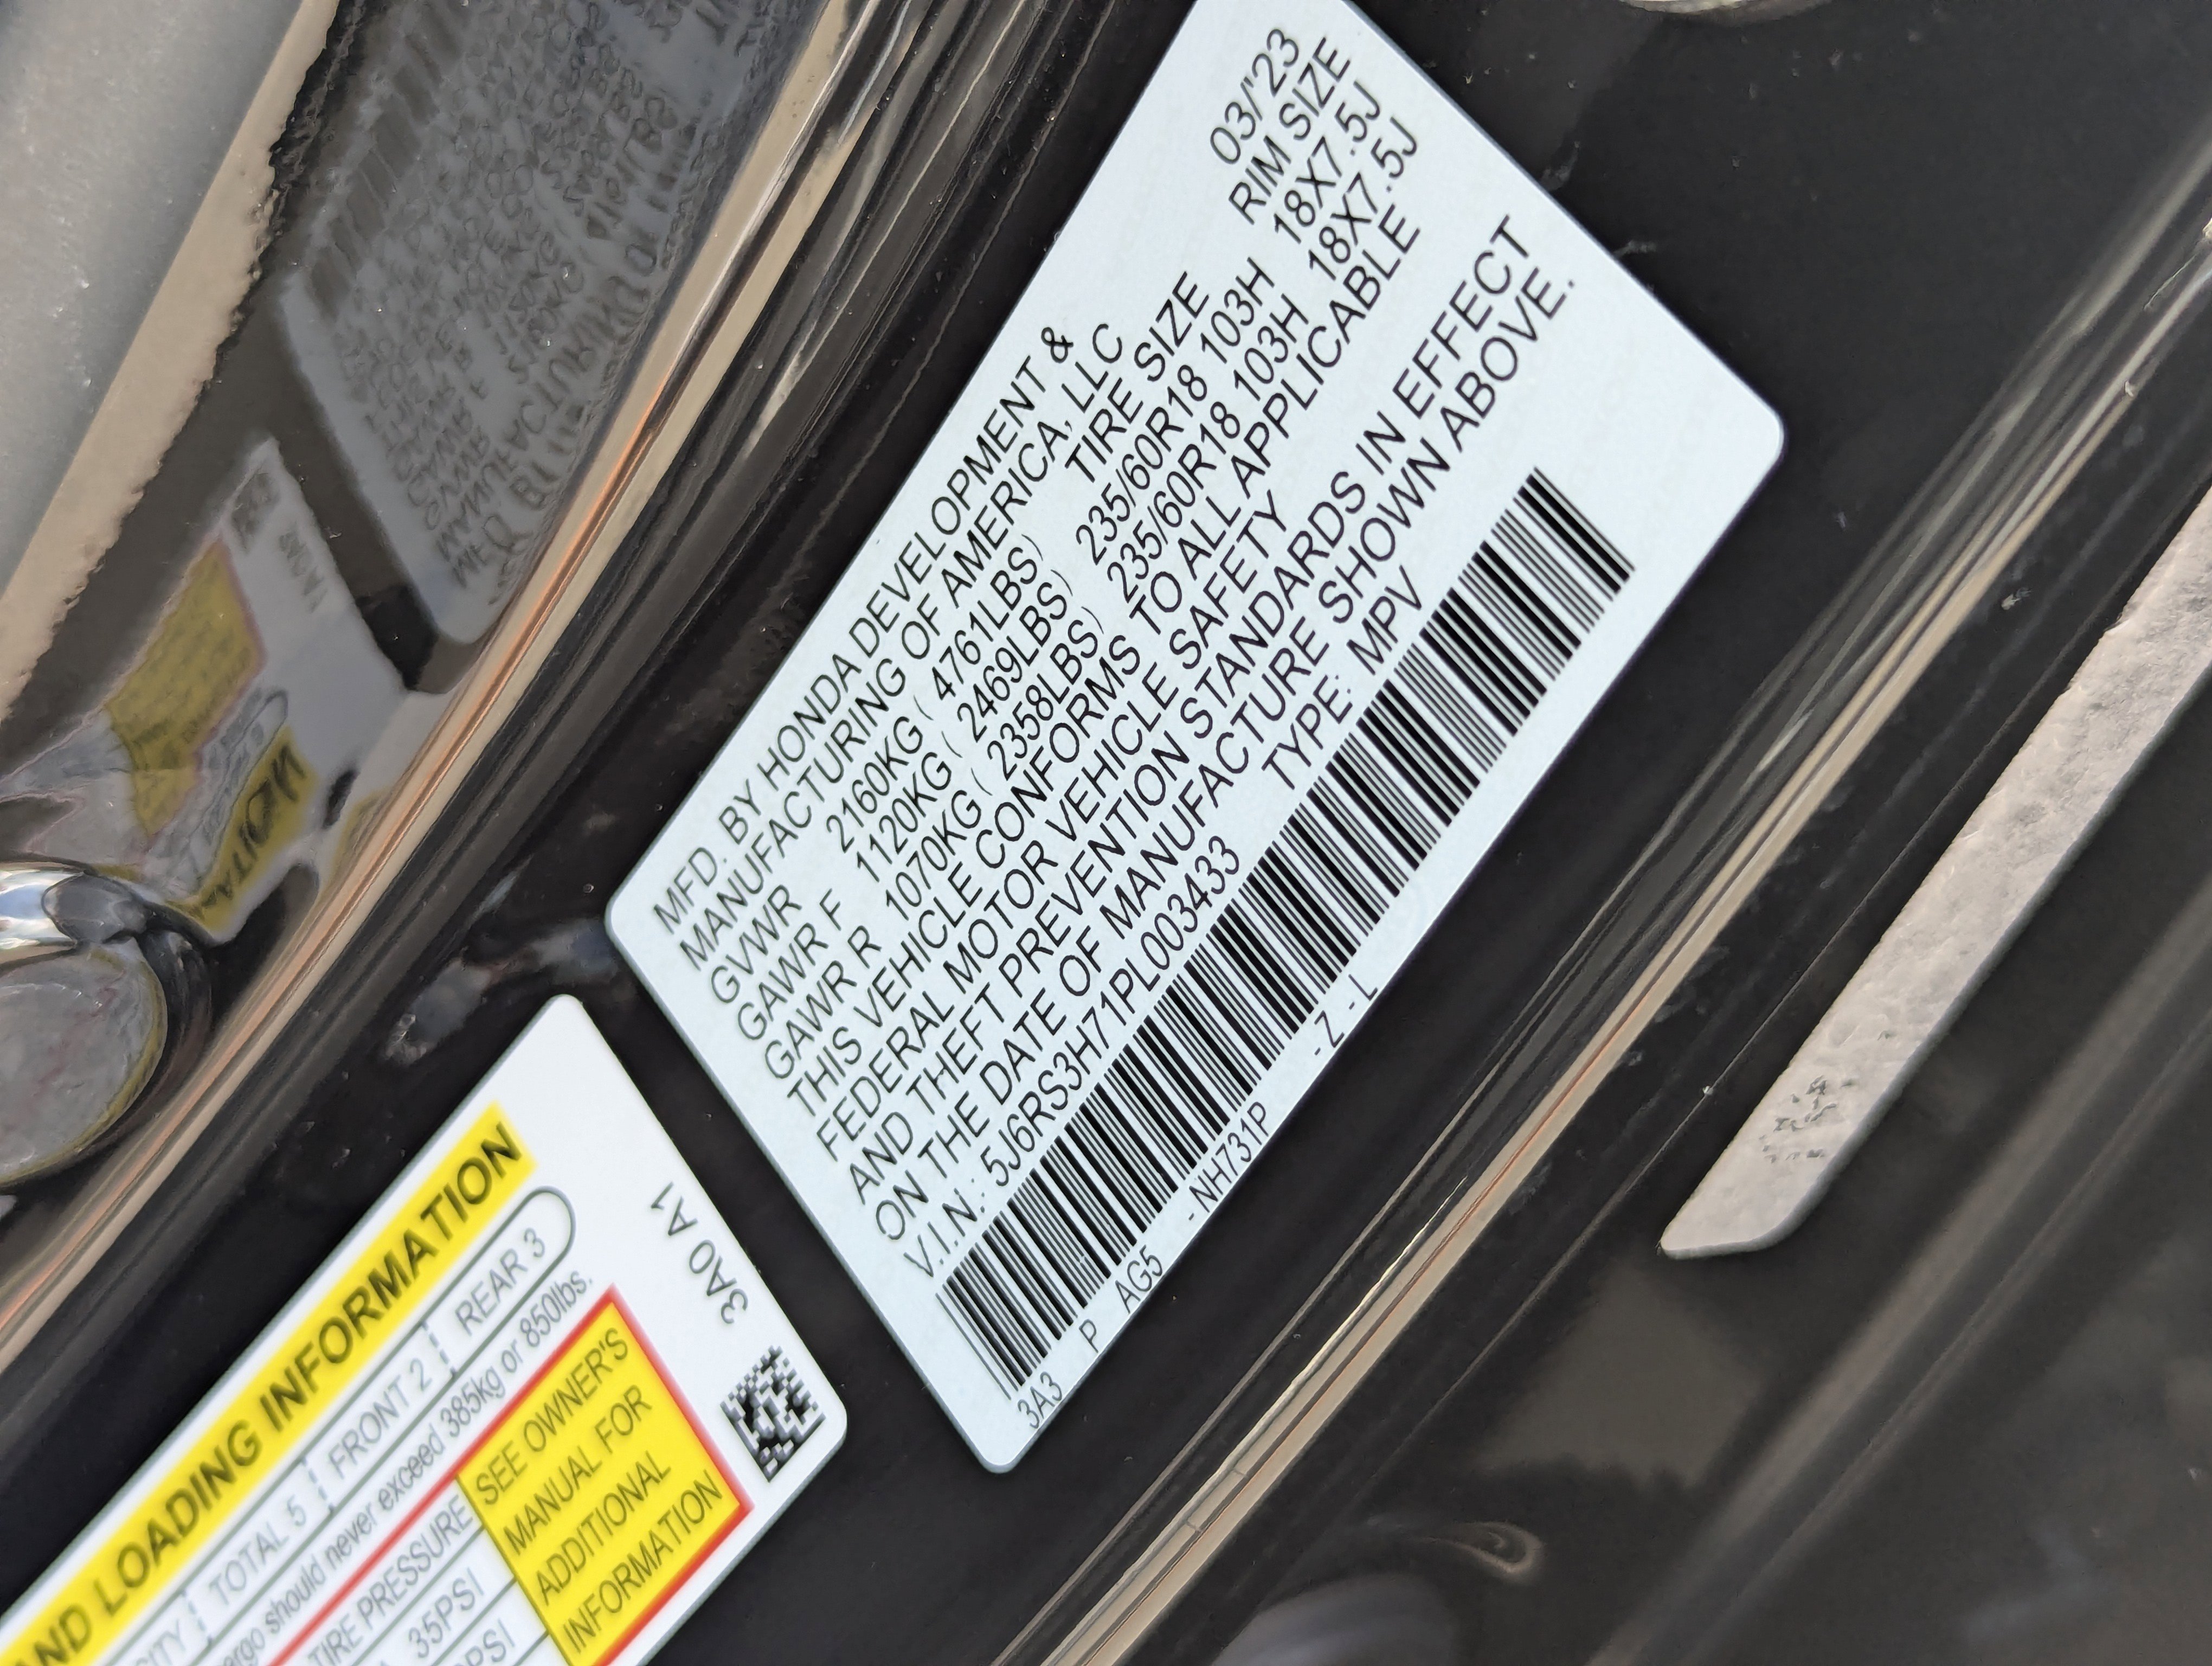 MFD. BY HONDA DEVELOPMENT &
MANUFACTURING OF AMERICA, LLC 03/'23
GVWR 2160KG ( 4761LBS) TIRE SIZE RIM SIZE
GAWR F 1120KG ( 2469LBS) 235/60R18 103H 18X7.5J
GAWR R 1070KG ( 2358LBS) 235/60R18 103H 18X7.5J
THIS VEHICLE CONFORMS TO ALL APPLICABLE
FEDERAL MOTOR VEHICLE SAFETY
AND THEFT PREVENTION STANDARDS IN EFFECT
ON THE DATE OF MANUFACTURE SHOWN ABOVE.
V.I.N.: 5J6RS3H71PL003433 TYPE: MPV
3A3 P AG5 -NH731P -Z -L
LOADING INFORMATION
TOTAL 5 FRONT 2 REAR 3
should never exceed 385kg or 850lbs.
TIRE PRESSURE
35PSI
SEE OWNER'S
MANUAL FOR
ADDITIONAL
INFORMATION
3A0 A1